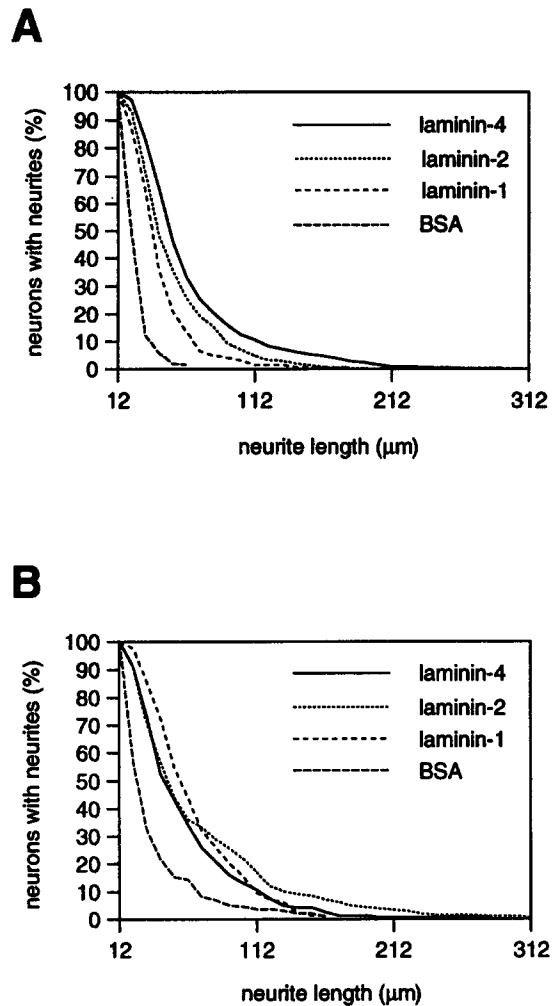 A
neurons with neurites (%)
100
90
80
70
60
50
40
30
20
10
0
laminin-4
laminin-2
laminin-1
BSA
12 112 212 312
neurite length (μm)
B
neurons with neurites (%)
100
90
80
70
60
50
40
30
20
10
0
laminin-4
laminin-2
laminin-1
BSA
12 112 212 312
neurite length (μm)